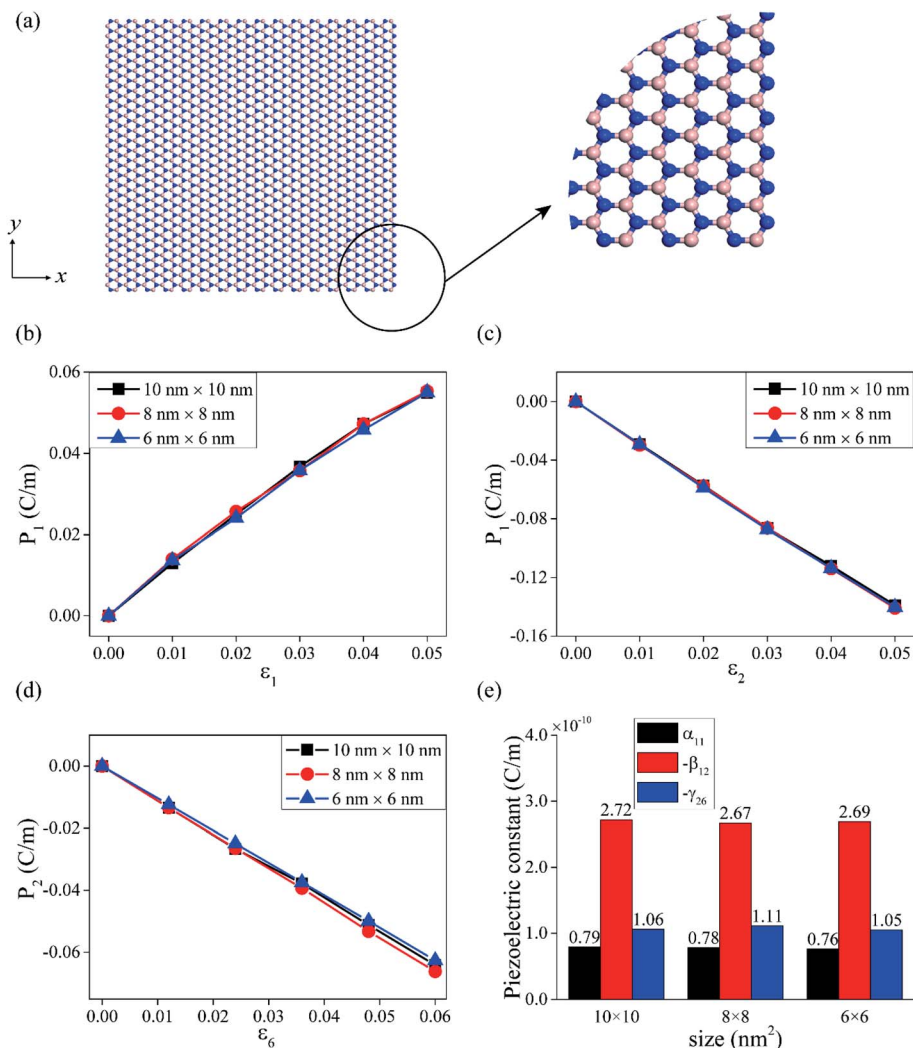 (a)
y
x
(b)
0.06
10 nm × 10 nm
8 nm × 8 nm
6 nm × 6 nm
0.04
P₁ (C/m)
0.02
0.00
0.00 0.01 0.02 0.03 0.04 0.05
ε₁
(c)
10 nm × 10 nm
8 nm × 8 nm
6 nm × 6 nm
0.00
-0.04
P₁ (C/m)
-0.08
-0.12
-0.16
0.00 0.01 0.02 0.03 0.04 0.05
ε₂
(d)
10 nm × 10 nm
8 nm × 8 nm
6 nm × 6 nm
0.00
-0.02
P₂ (C/m)
-0.04
-0.06
0.00 0.01 0.02 0.03 0.04 0.05 0.06
ε₆
(e)
×10⁻¹⁰
4.0
α₁₁
-β₁₂
-γ₂₆
Piezoelectric constant (C/m)
3.0
2.72 2.67 2.69
2.0
1.06 1.11 1.05
1.0
0.79 0.78 0.76
0.0
10×10 8×8 6×6
size (nm²)